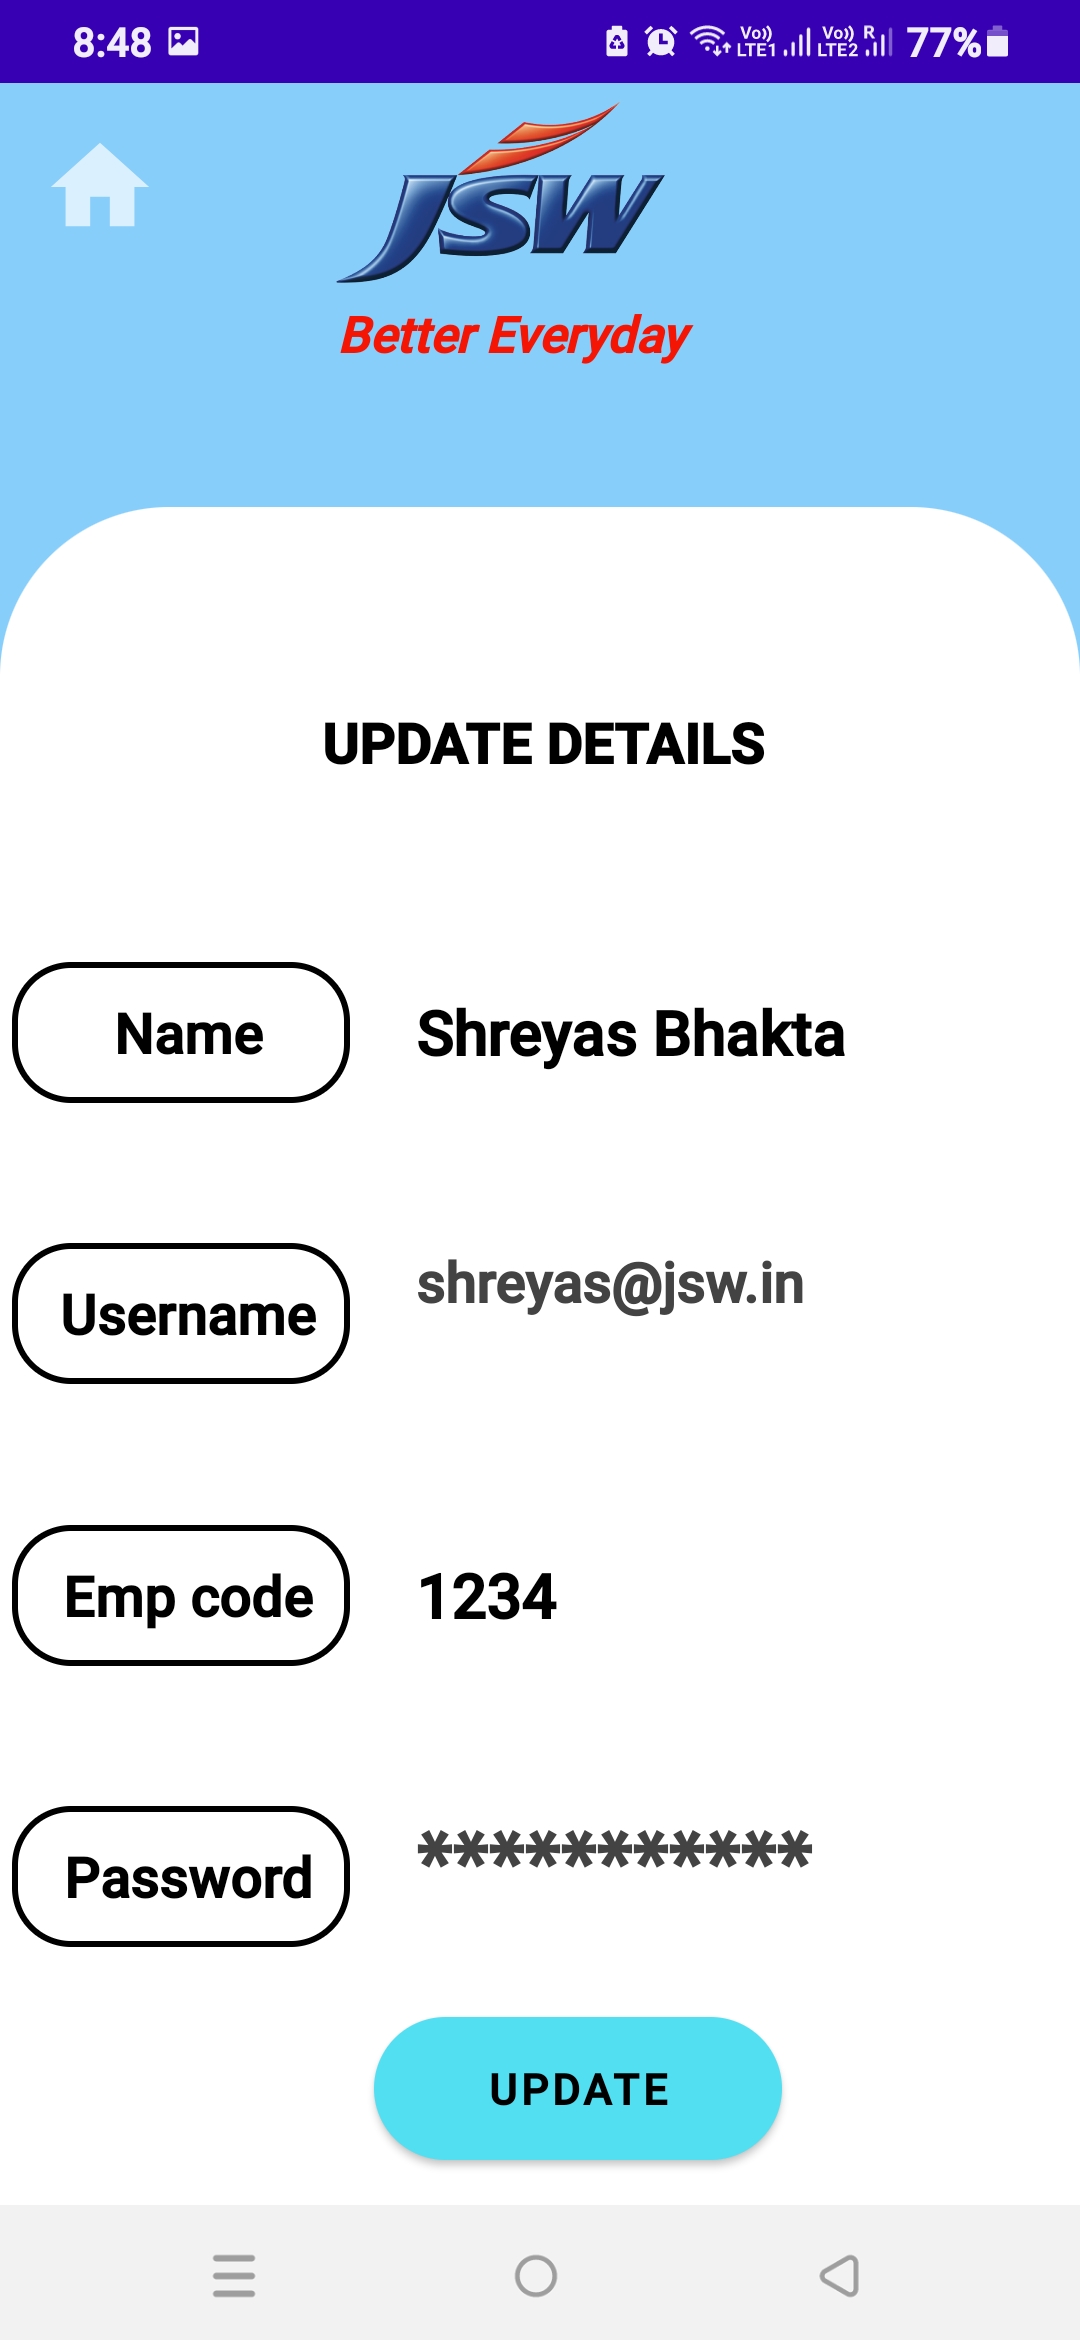 8:48 Vo)) LTE1 Vo)) LTE2 R 77%
JSW
Better Everyday
UPDATE DETAILS
Name Shreyas Bhakta
Username shreyas@jsw.in
Emp code 1234
Password ***********
UPDATE